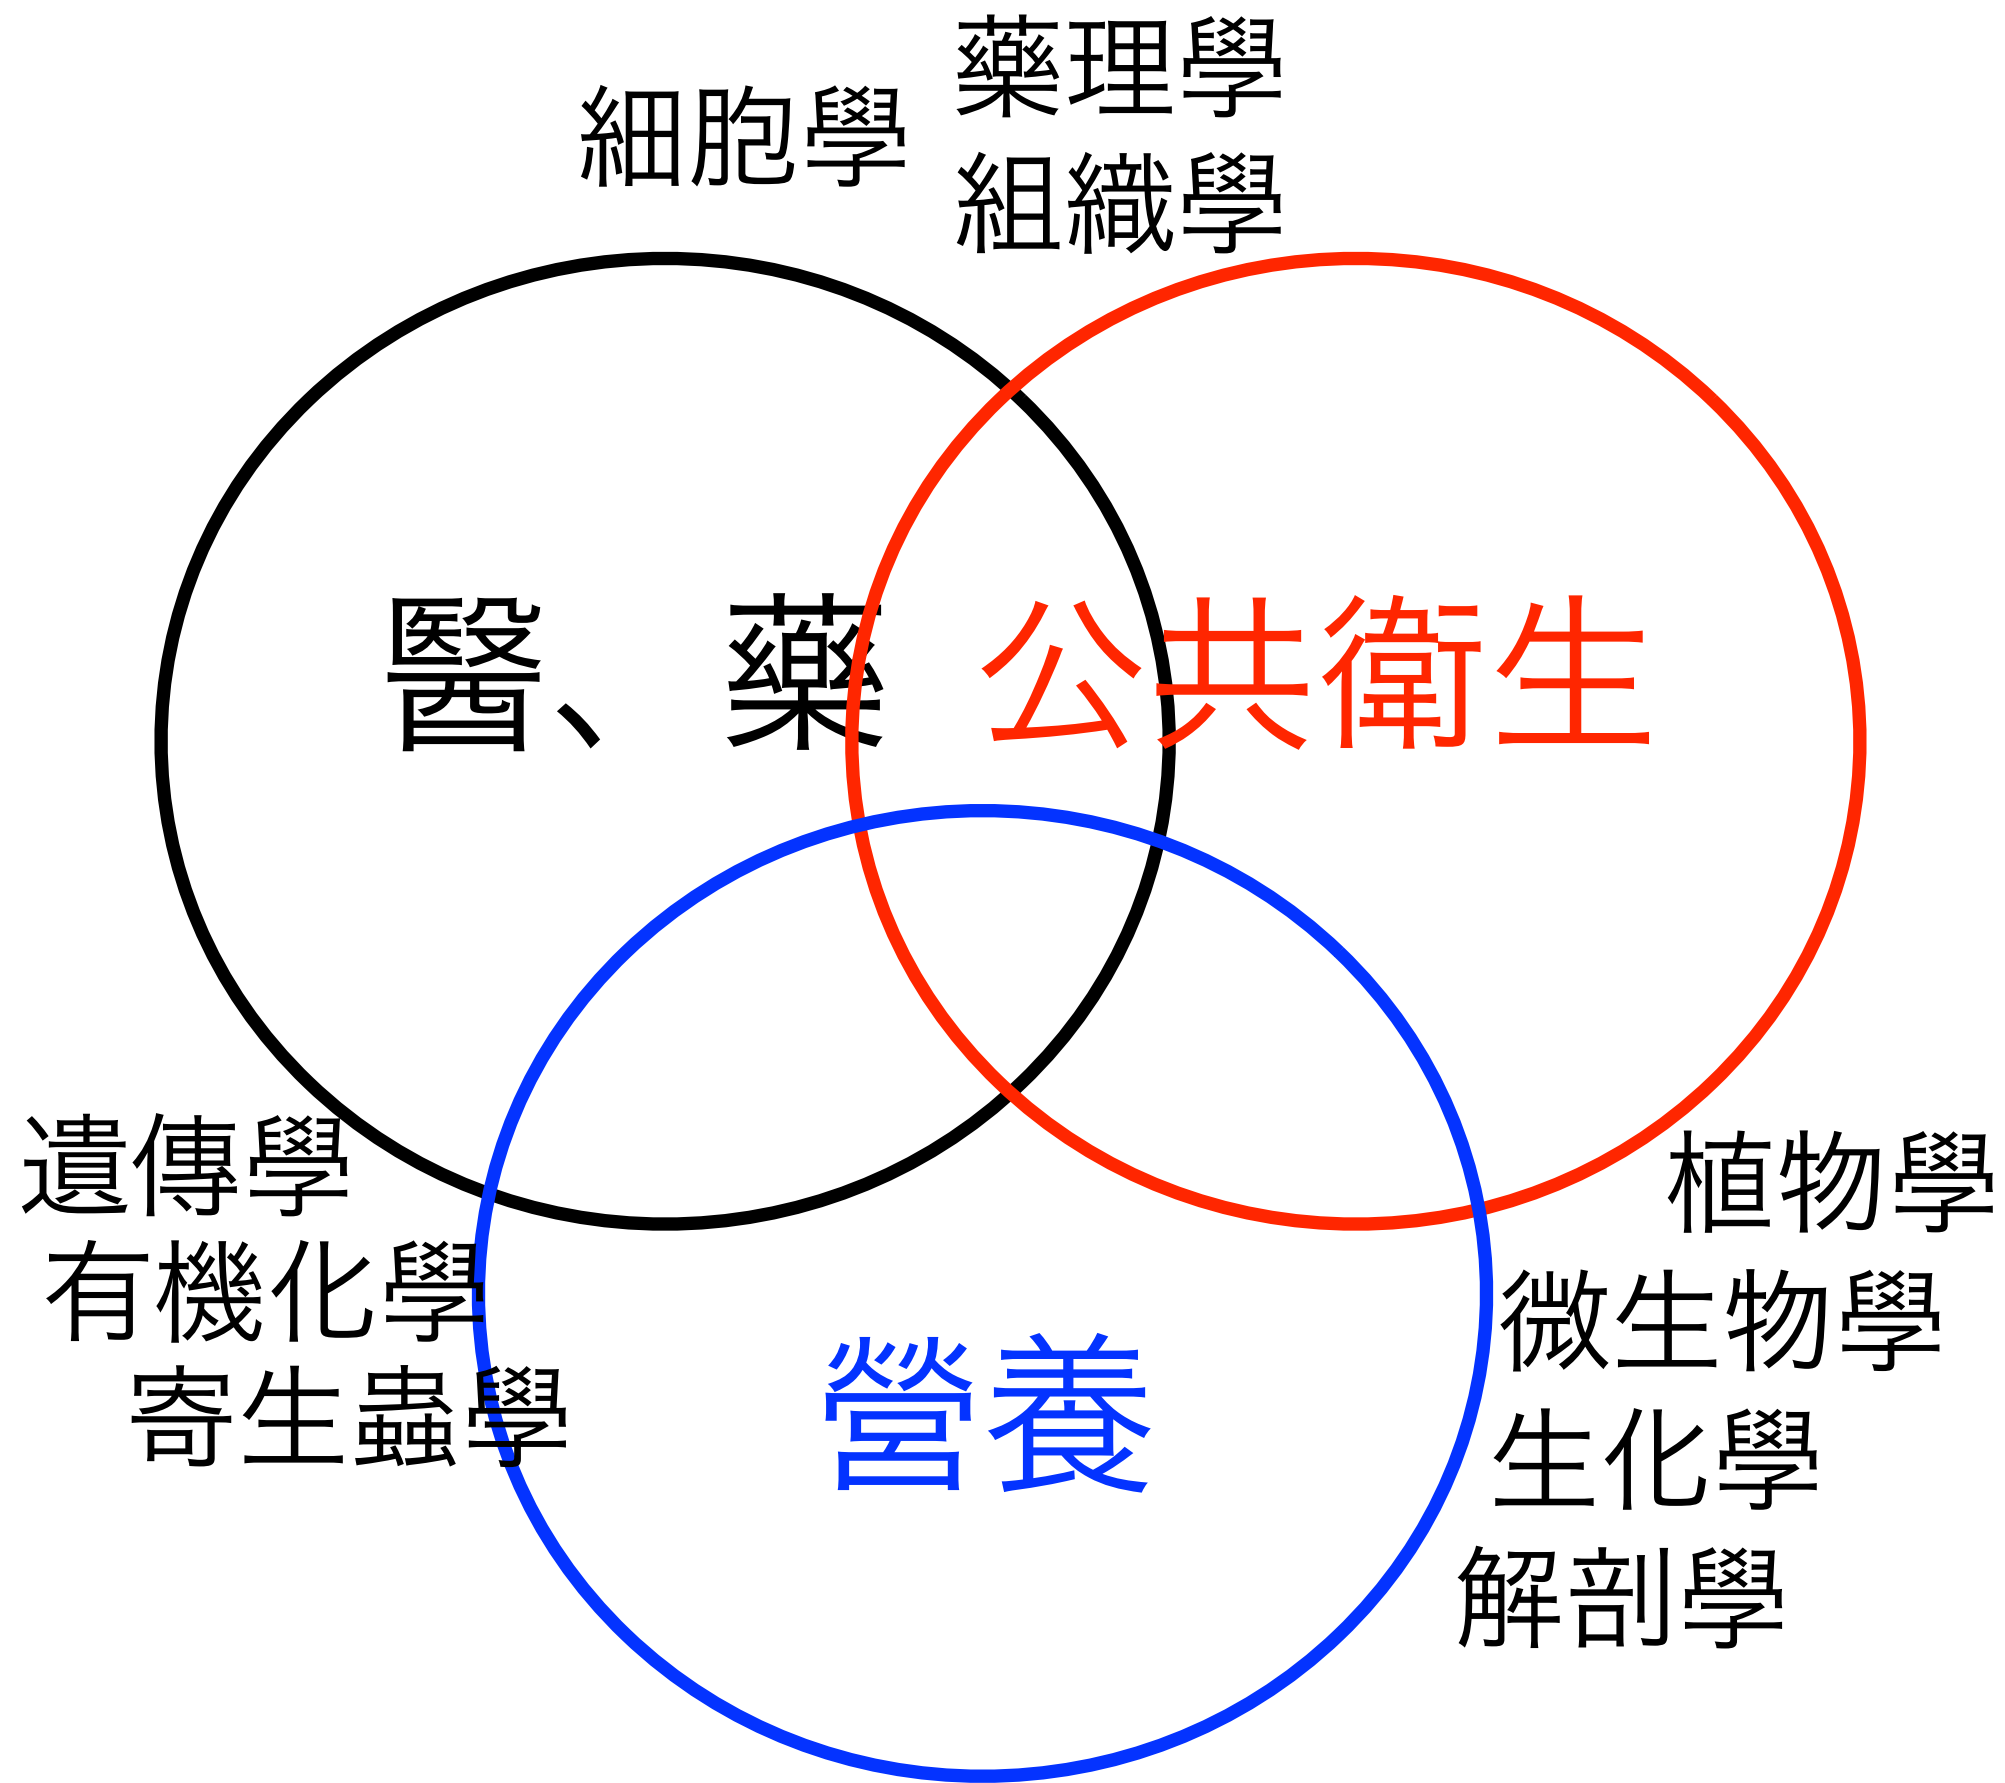 藥理學
細胞學
組織學
醫、藥
公共衛生
遺傳學
有機化學
寄生蟲學
營養
植物學
微生物學
生化學
解剖學